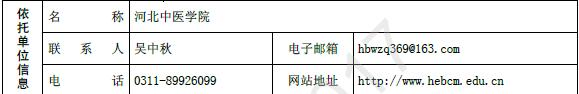 依托单位信息
名 称 河北中医学院
联 系 人 吴中秋 电子邮箱 hbwzq369@163.com
电 话 0311-89926099 网站地址 http://www.hebcm.edu.cn
2017